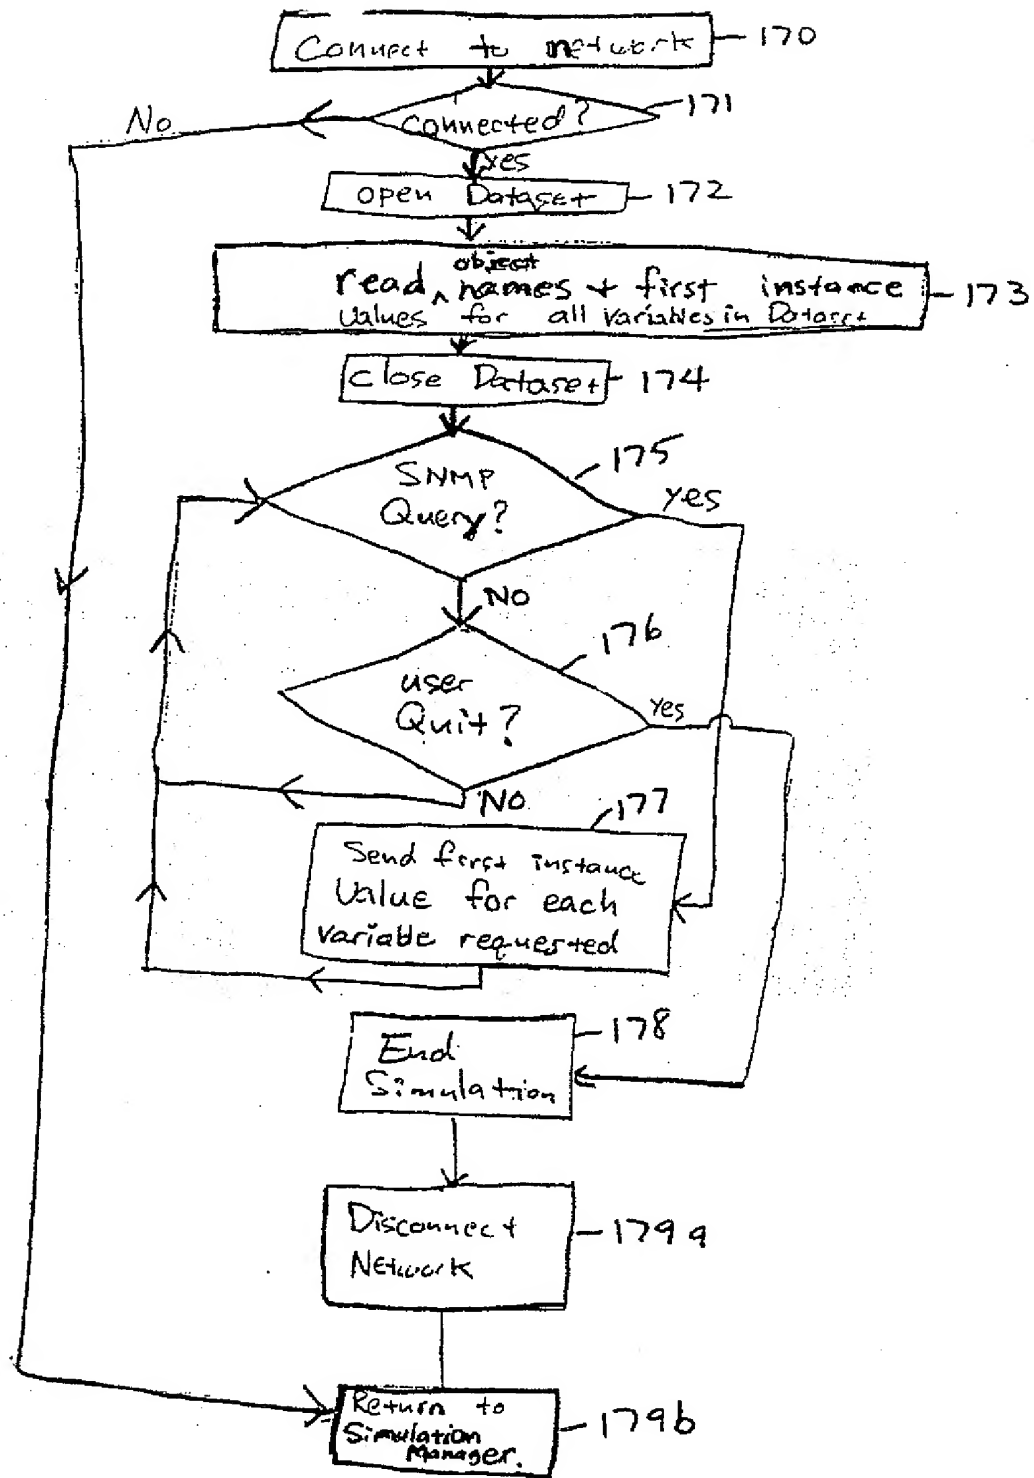 Connect to network 170
connected? 171
No
Yes
open Dataset 172
object
read ^ names + first instance 173
values for all variables in Dataset
close Dataset 174
SNMP 175
Query? yes
NO
user 176
Quit? Yes
NO
177
Send first instance
value for each
variable requested
178
End
Simulation
Disconnect 179a
Network
Return to 179b
Simulation
Manager.